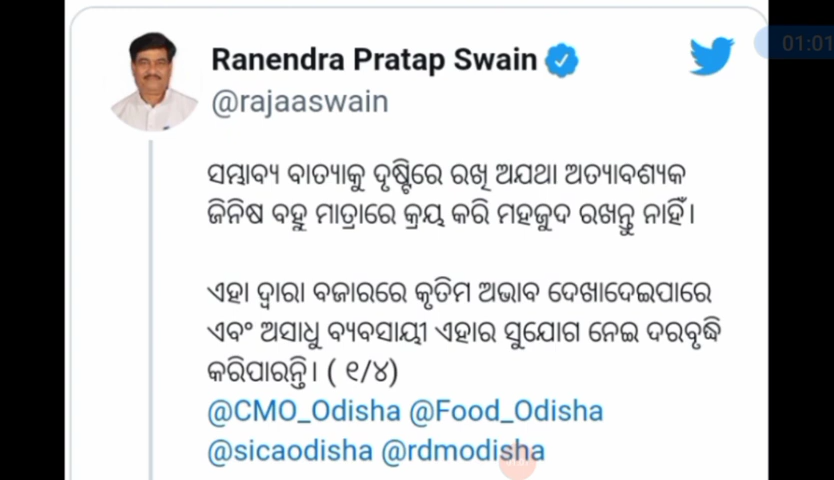 Ranendra Pratap Swain
01:01
@rajaaswain
ସମ୍ଭାବ୍ୟ ବାତ୍ୟାକୁ ଦୃଷ୍ଟିରେ ରଖି ଅଯଥା ଅତ୍ୟାବଶ୍ୟକ
ଜିନିଷ ବହୁ ମାତ୍ରାରେ କ୍ରୟ କରି ମହଜୁଦ ରଖନ୍ତୁ ନାହିଁ।
ଏହା ଦ୍ୱାରା ବଜାରରେ କୃତିମ ଅଭାବ ଦେଖାଦେଇପାରେ
ଏବଂ ଅସାଧୁ ବ୍ୟବସାୟୀ ଏହାର ସୁଯୋଗ ନେଇ ଦରବୃଦ୍ଧି
କରିପାରନ୍ତି। ( ୧/୪)
@CMO_Odisha @Food_Odisha
@sicaodisha @rdmodisha